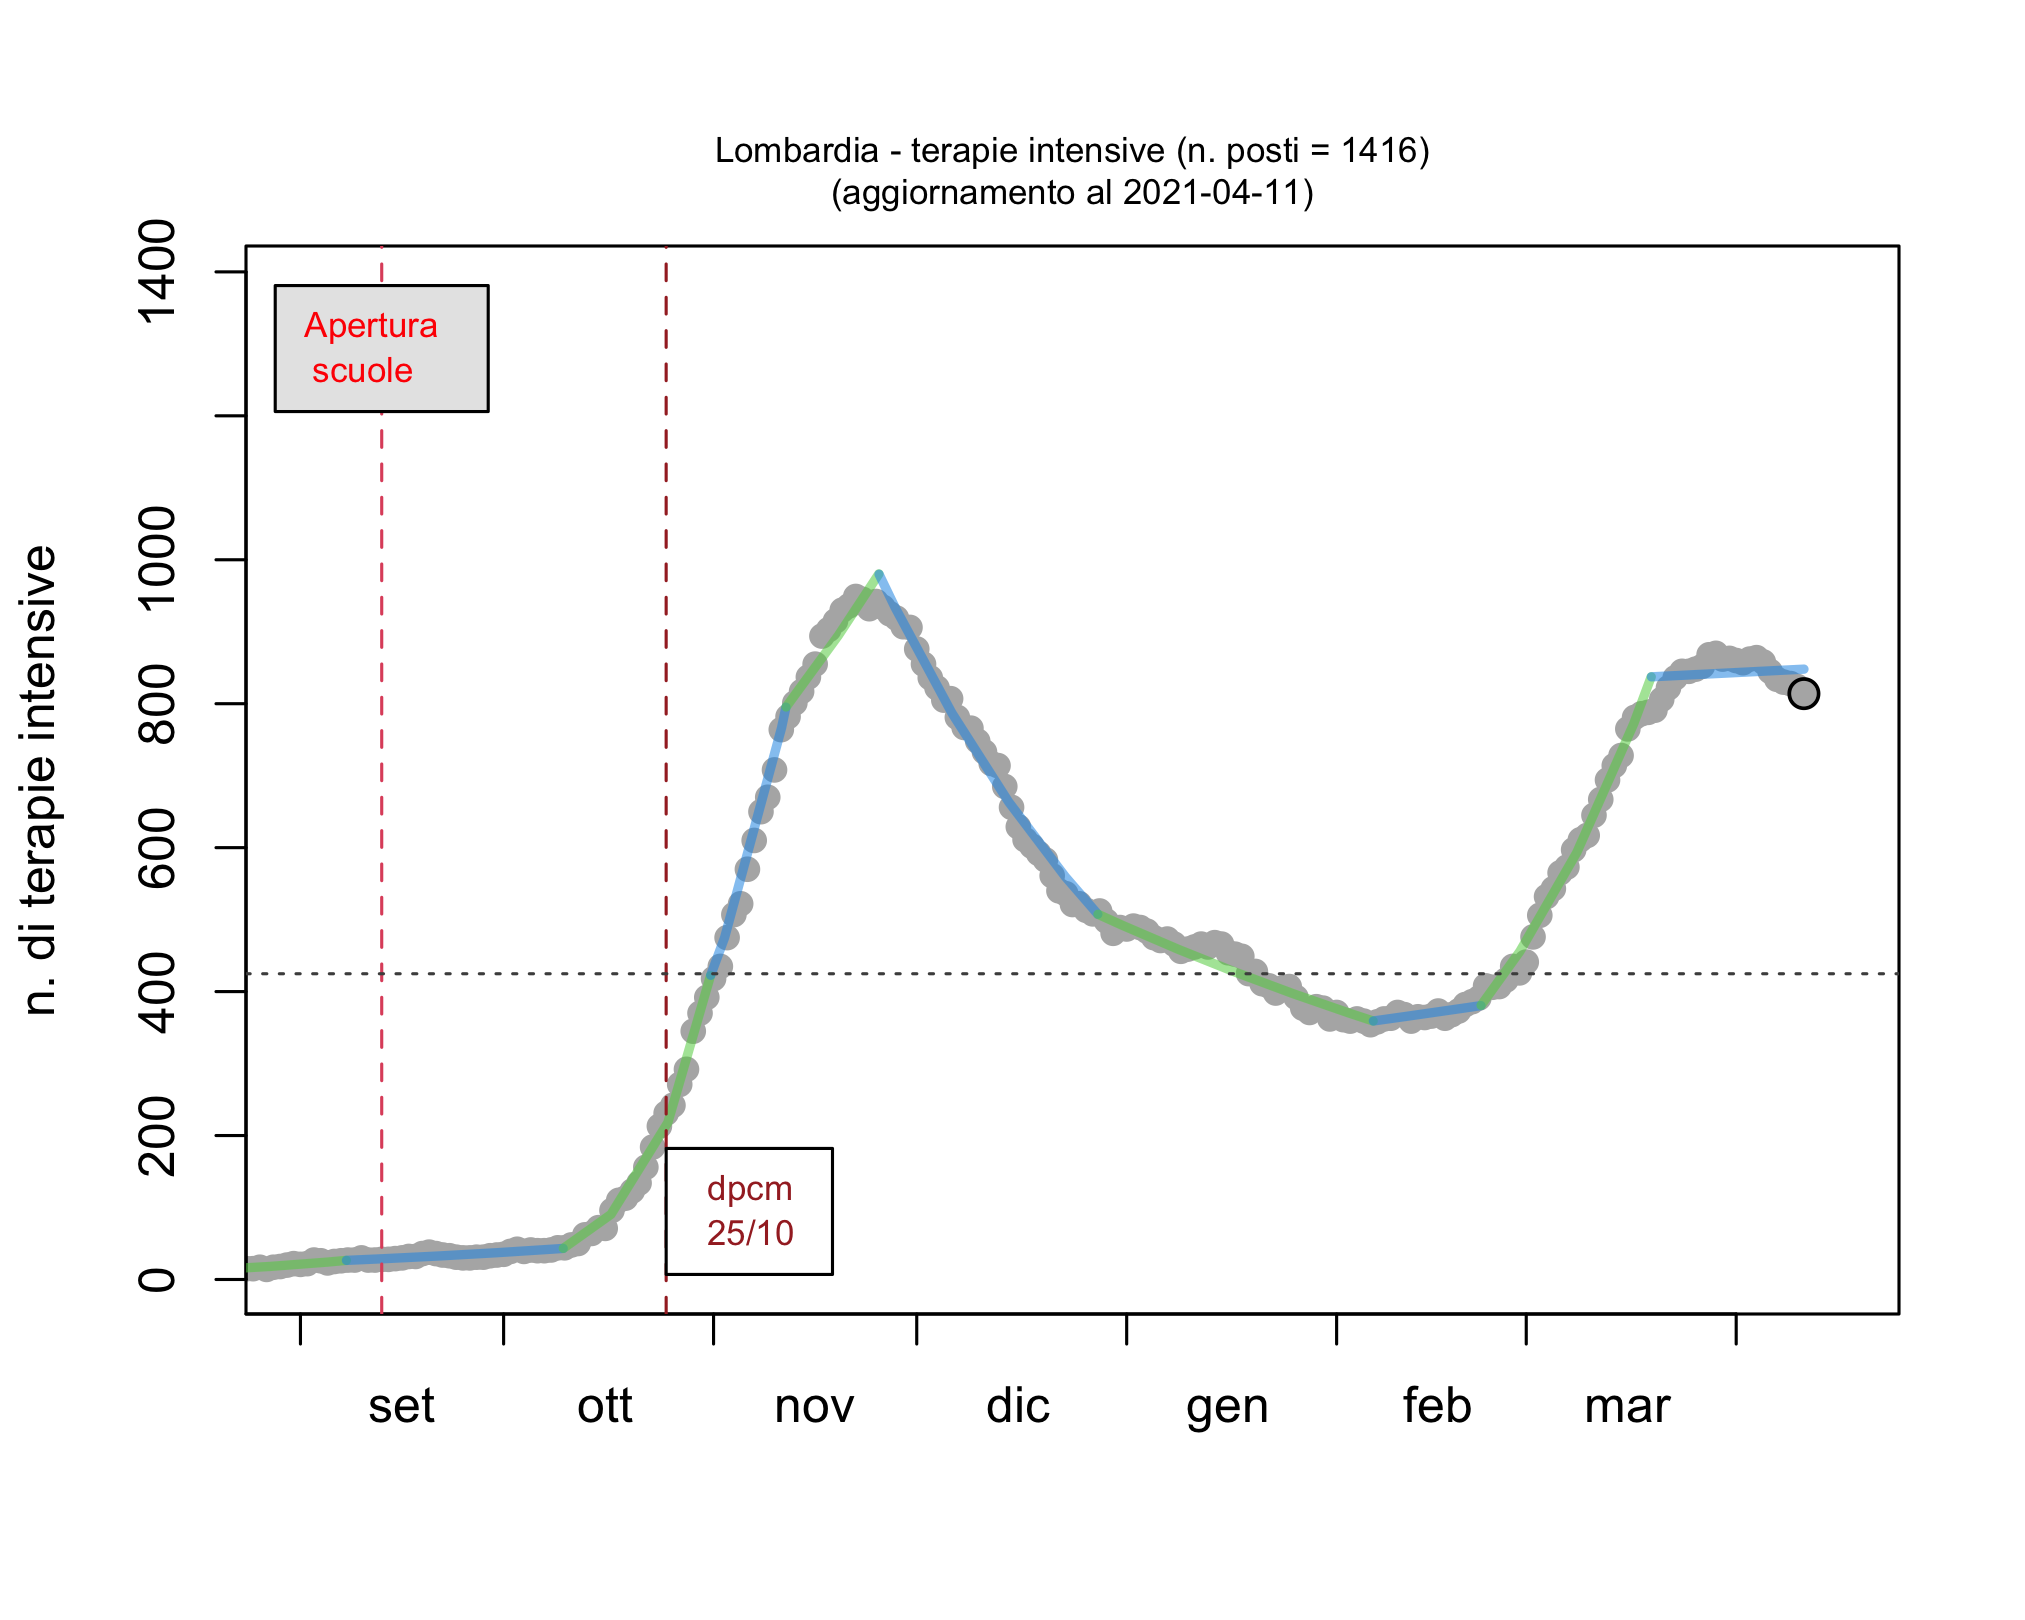 Lombardia - terapie intensive (n. posti = 1416)
(aggiornamento al 2021-04-11)
n. di terapie intensive
1400
1000
800
600
400
200
0
Apertura
scuole
dpcm
25/10
set
ott
nov
dic
gen
feb
mar